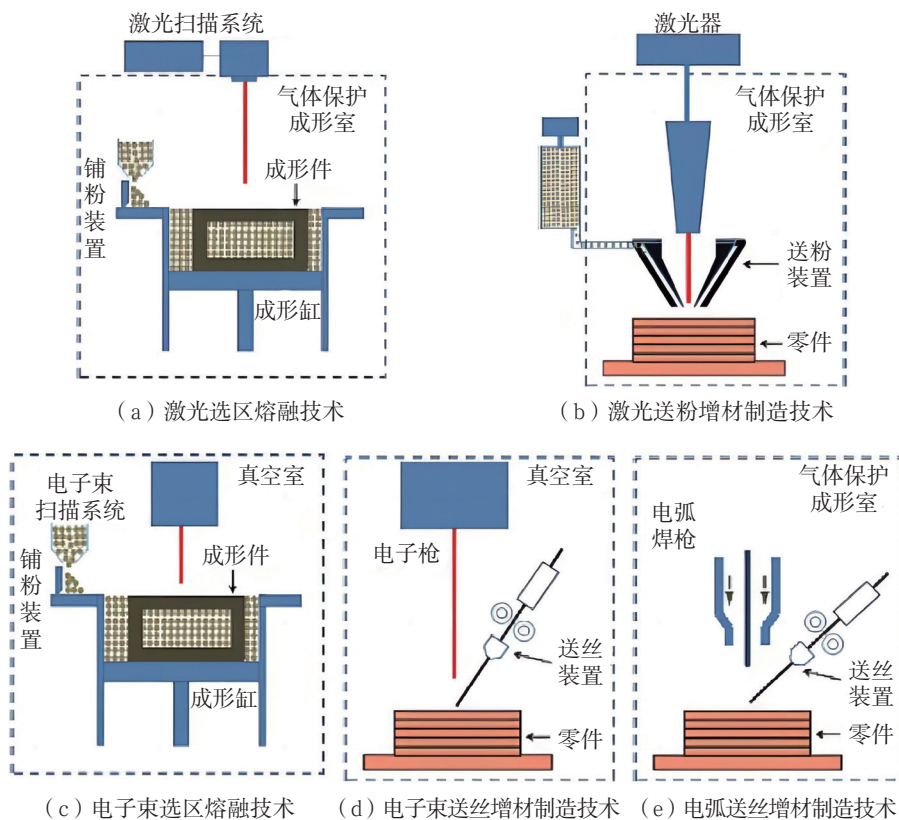 激光扫描系统
气体保护
成形室
成形件
铺
粉
装
置
成形缸
(a)激光选区熔融技术
激光器
气体保护
成形室
送粉
装置
零件
(b)激光送粉增材制造技术
真空室
电子束
扫描系统
成形件
铺
粉
装
置
成形缸
(c)电子束选区熔融技术
真空室
电子枪
送丝
装置
零件
(d)电子束送丝增材制造技术
气体保护
成形室
电弧
焊枪
送丝
装置
零件
(e)电弧送丝增材制造技术